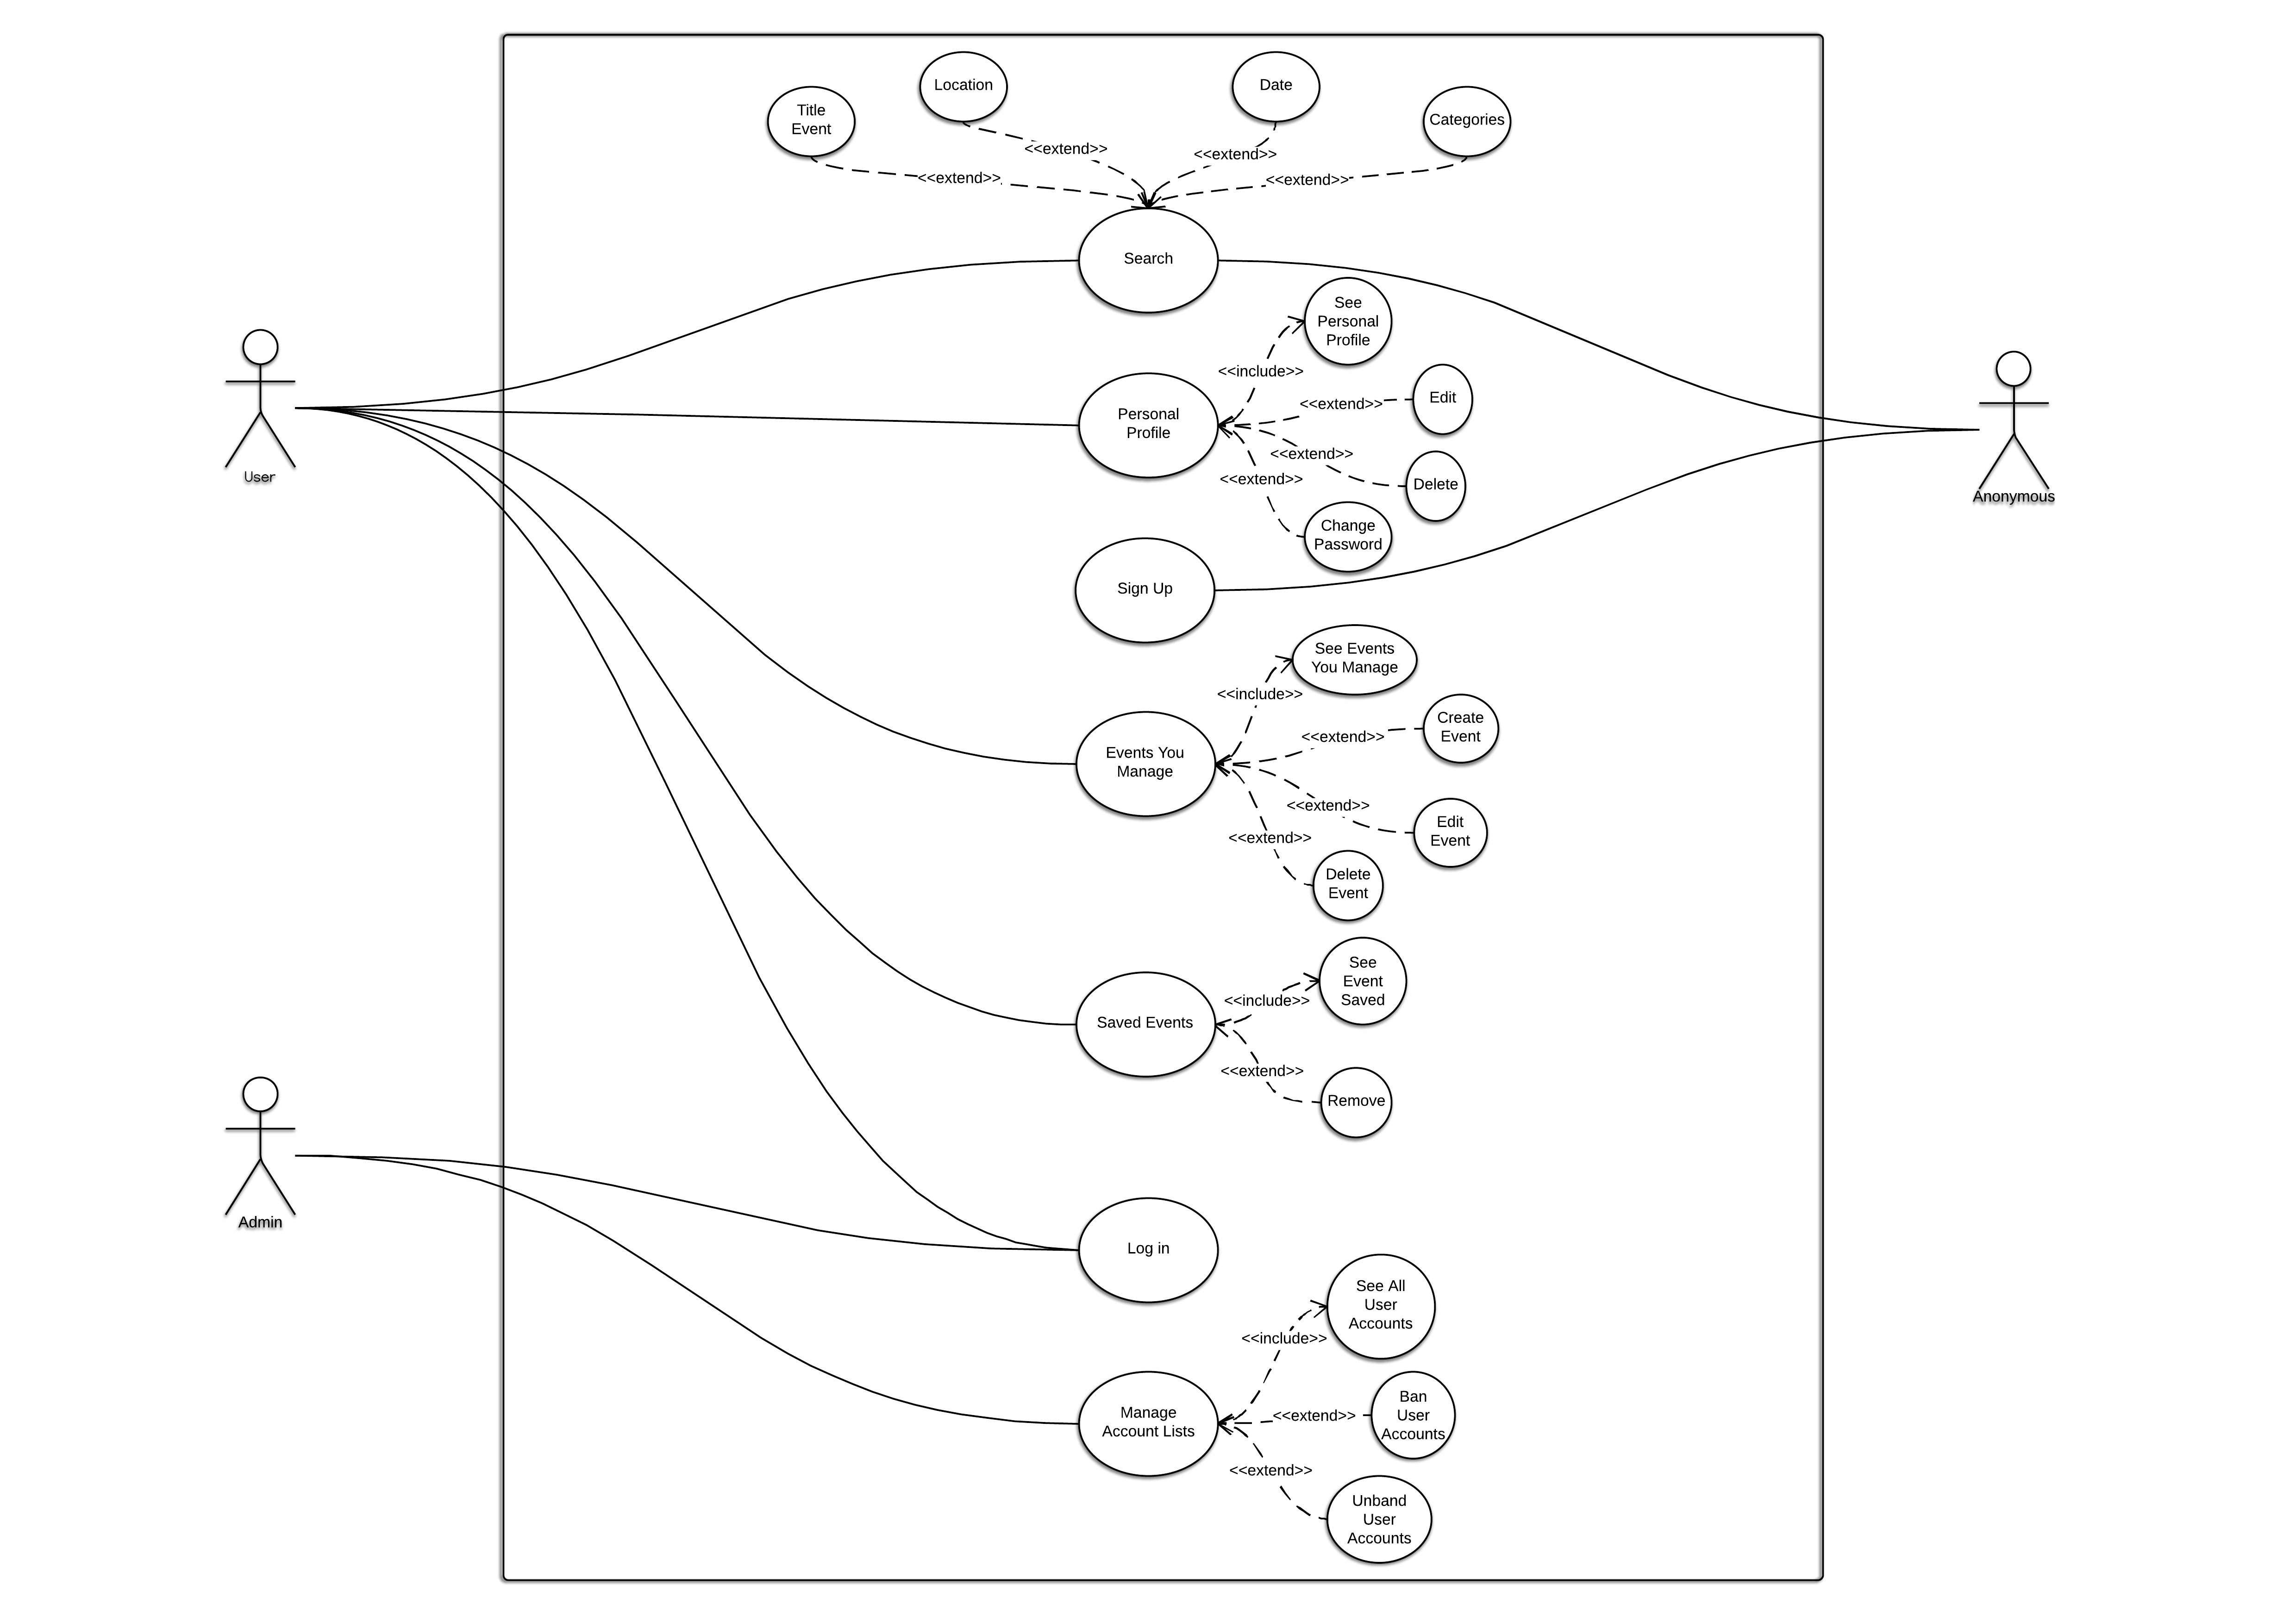 Location
Date
Title
Event
Categories
<<extend>>
<<extend>>
<<extend>>
<<extend>>
Search
See
Personal
Profile
<<include>>
Personal
Profile
<<extend>>
Edit
<<extend>>
Delete
<<extend>>
Change
Password
User
Anonymous
Sign Up
See Events
You Manage
<<include>>
Events You
Manage
<<extend>>
Create
Event
<<extend>>
Edit
Event
<<extend>>
Delete
Event
See
Event
Saved
<<include>>
Saved Events
<<extend>>
Remove
Admin
Log in
See All
User
Accounts
<<include>>
Manage
Account Lists
<<extend>>
Ban
User
Accounts
<<extend>>
Unband
User
Accounts